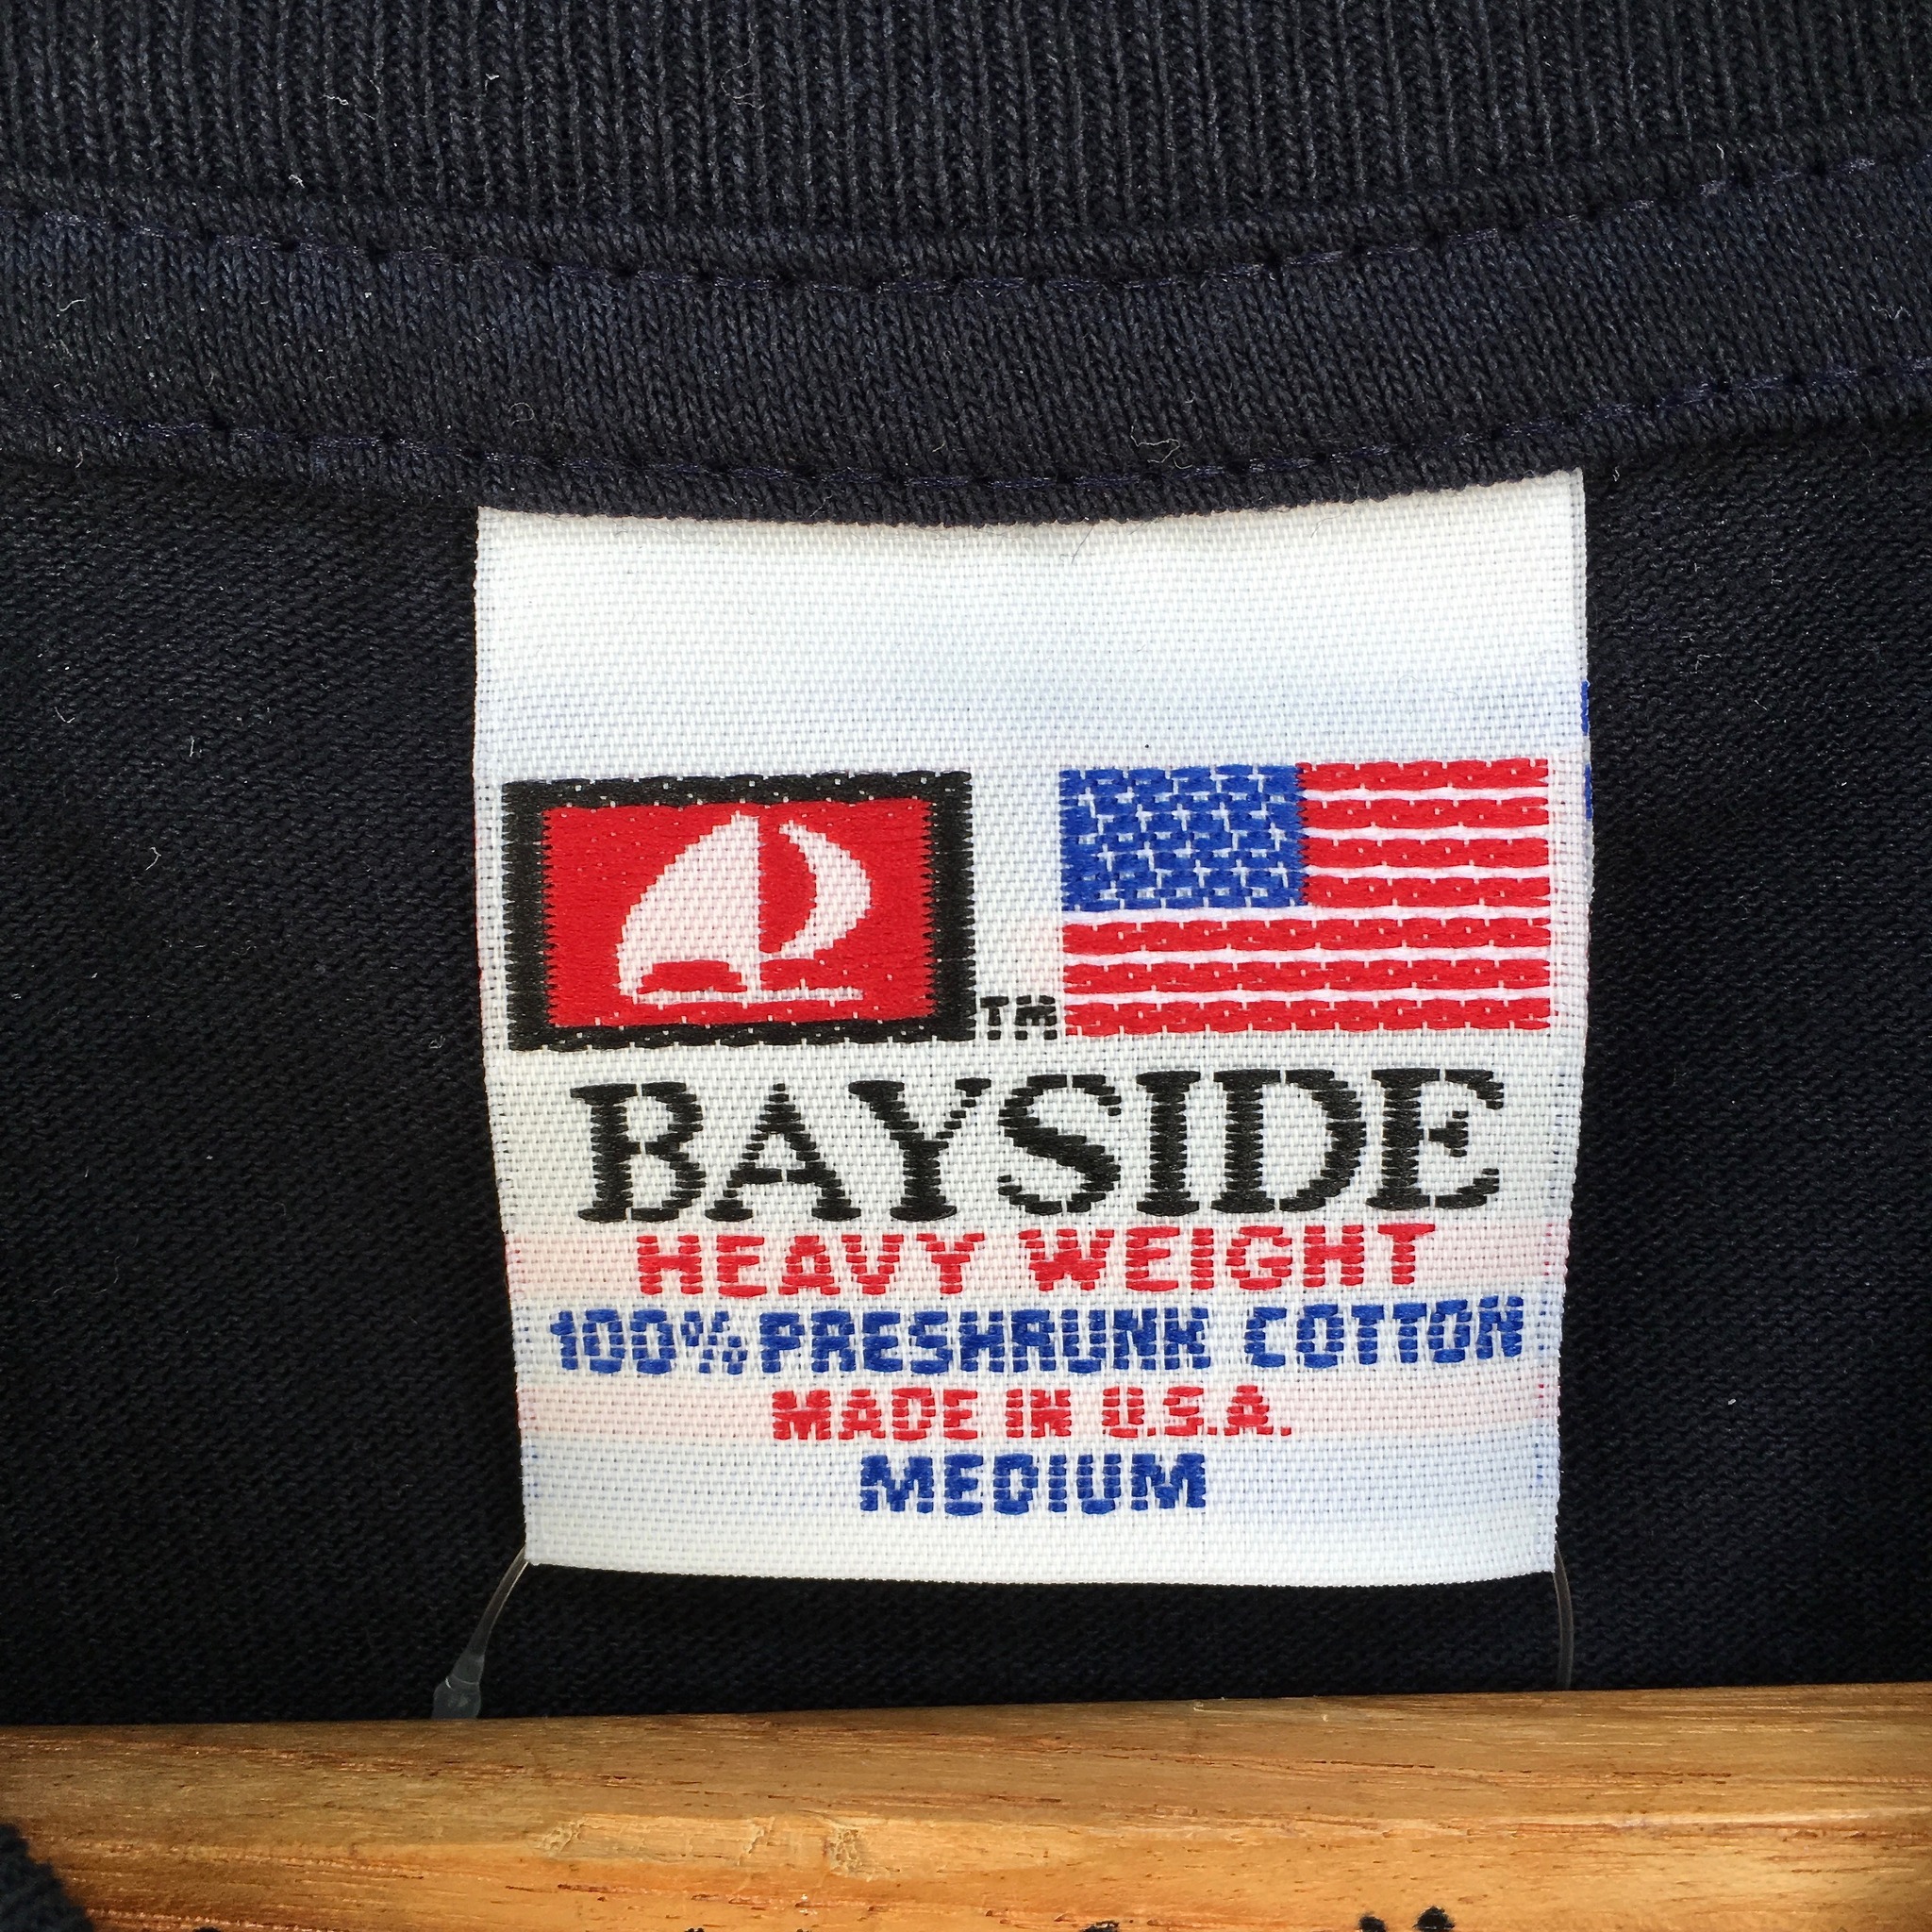 TM
BAYSIDE
HEAVY WEIGHT
100% PRESHRUNK COTTON
MADE IN U.S.A.
MEDIUM